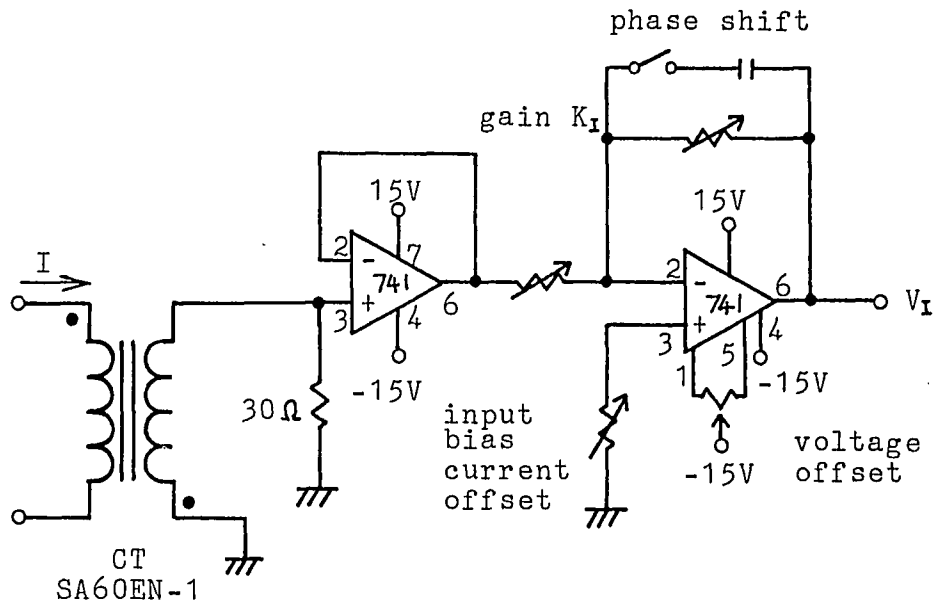 phase shift
gain K_I
I
15V
2
-
7
741
+
6
3
4
-15V
30Ω
15V
2
-
6
741
+
3
4
5
1
-15V
-15V
V_I
input
bias
current
offset
voltage
offset
CT
SA60EN-1